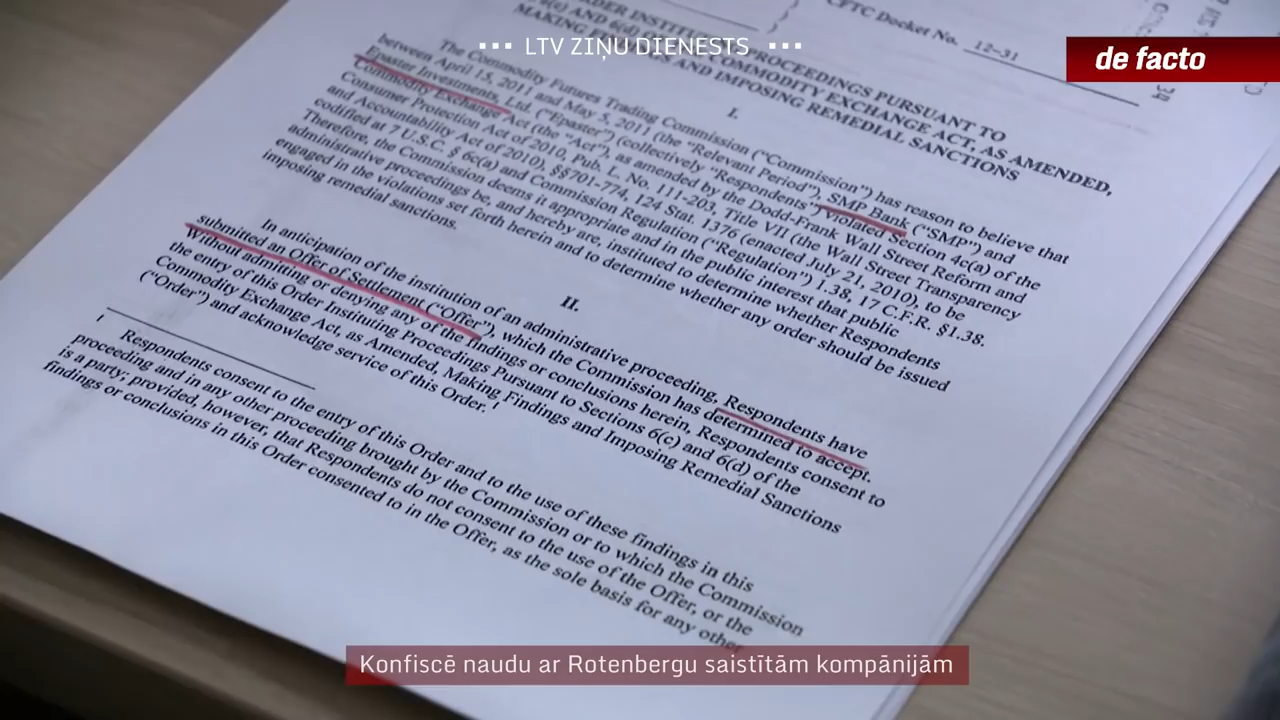 ••• LTV ZIŅU DIENESTS •••
de facto
CFTC Docket No. 12-31
INSTITUTING PROCEEDINGS PURSUANT TO
6(c) AND 6(d) COMMODITY EXCHANGE ACT, AS AMENDED,
MAKING FINDINGS AND IMPOSING REMEDIAL SANCTIONS
I.
The Commodity Futures Trading Commission ("Commission") has reason to believe that
between April 15, 2011 and May 5, 2011 (the "Relevant Period"), SMP Bank ("SMP") and
Epaster Investments, Ltd. ("Epaster") (collectively "Respondents") violated Section 4c(a) of the
Commodity Exchange Act (the "Act"), as amended by the Dodd-Frank Wall Street Reform and
Consumer Protection Act of 2010, Pub. L. No. 111-203, Title VII (the Wall Street Transparency
and Accountability Act of 2010), §§701-774, 124 Stat. 1376 (enacted July 21, 2010), to be
codified at 7 U.S.C. § 6c(a) and Commission Regulation ("Regulation") 1.38, 17 C.F.R. §1.38.
Therefore, the Commission deems it appropriate and in the public interest that public
administrative proceedings be, and hereby are, instituted to determine whether Respondents
engaged in the violations set forth herein and to determine whether any order should be issued
imposing remedial sanctions.
II.
In anticipation of the institution of an administrative proceeding, Respondents have
submitted an Offer of Settlement ("Offer"), which the Commission has determined to accept.
Without admitting or denying any of the findings or conclusions herein, Respondents consent to
the entry of this Order Instituting Proceedings Pursuant to Sections 6(c) and 6(d) of the
Commodity Exchange Act, as Amended, Making Findings and Imposing Remedial Sanctions
("Order") and acknowledge service of this Order. 1
1 Respondents consent to the entry of this Order and to the use of these findings in this
proceeding and in any other proceeding brought by the Commission or to which the Commission
is a party; provided, however, that Respondents do not consent to the use of the Offer, or the
findings or conclusions in this Order consented to in the Offer, as the sole basis for any other
Konfiscē naudu ar Rotenbergu saistītām kompānijām